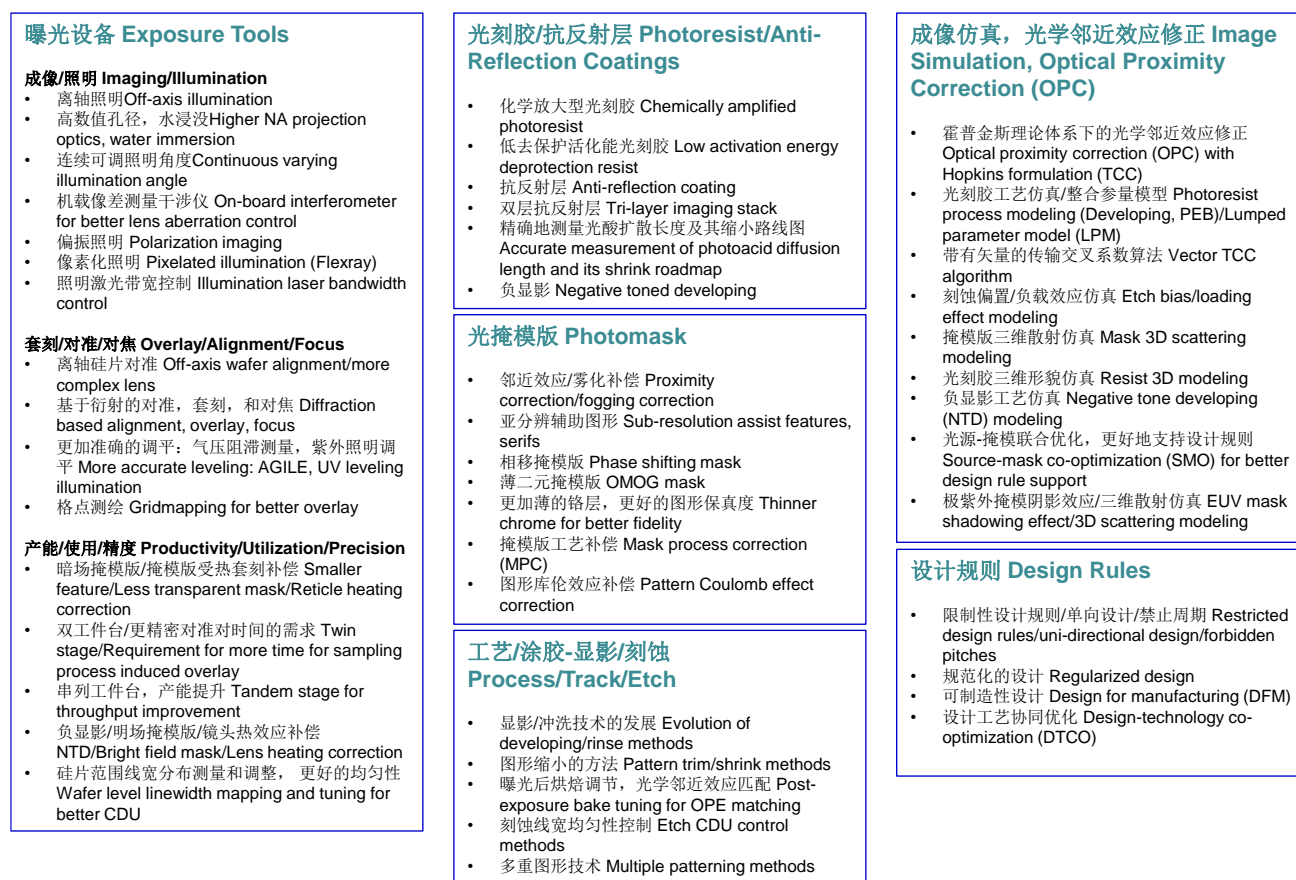 曝光设备 Exposure Tools
成像/照明 Imaging/Illumination
• 离轴照明Off-axis illumination
• 高数值孔径，水浸没Higher NA projection
optics, water immersion
• 连续可调照明角度Continuous varying
illumination angle
• 机载像差测量干涉仪 On-board interferometer
for better lens aberration control
• 偏振照明 Polarization imaging
• 像素化照明 Pixelated illumination (Flexray)
• 照明激光带宽控制 Illumination laser bandwidth
control
套刻/对准/对焦 Overlay/Alignment/Focus
• 离轴硅片对准 Off-axis wafer alignment/more
complex lens
• 基于衍射的对准，套刻，和对焦 Diffraction
based alignment, overlay, focus
• 更加准确的调平：气压阻滞测量，紫外照明调
平 More accurate leveling: AGILE, UV leveling
illumination
• 格点测绘 Gridmapping for better overlay
产能/使用/精度 Productivity/Utilization/Precision
• 暗场掩模版/掩模版受热套刻补偿 Smaller
feature/Less transparent mask/Reticle heating
correction
• 双工件台/更精密对准对时间的需求 Twin
stage/Requirement for more time for sampling
process induced overlay
• 串列工件台，产能提升 Tandem stage for
throughput improvement
• 负显影/明场掩模版/镜头热效应补偿
NTD/Bright field mask/Lens heating correction
• 硅片范围线宽分布测量和调整， 更好的均匀性
Wafer level linewidth mapping and tuning for
better CDU
光刻胶/抗反射层 Photoresist/Anti-
Reflection Coatings
• 化学放大型光刻胶 Chemically amplified
photoresist
• 低去保护活化能光刻胶 Low activation energy
deprotection resist
• 抗反射层 Anti-reflection coating
• 双层抗反射层 Tri-layer imaging stack
• 精确地测量光酸扩散长度及其缩小路线图
Accurate measurement of photoacid diffusion
length and its shrink roadmap
• 负显影 Negative toned developing
光掩模版 Photomask
• 邻近效应/雾化补偿 Proximity
correction/fogging correction
• 亚分辨辅助图形 Sub-resolution assist features,
serifs
• 相移掩模版 Phase shifting mask
• 薄二元掩模版 OMOG mask
• 更加薄的铬层，更好的图形保真度 Thinner
chrome for better fidelity
• 掩模版工艺补偿 Mask process correction
(MPC)
• 图形库伦效应补偿 Pattern Coulomb effect
correction
工艺/涂胶-显影/刻蚀
Process/Track/Etch
• 显影/冲洗技术的发展 Evolution of
developing/rinse methods
• 图形缩小的方法 Pattern trim/shrink methods
• 曝光后烘焙调节，光学邻近效应匹配 Post-
exposure bake tuning for OPE matching
• 刻蚀线宽均匀性控制 Etch CDU control
methods
• 多重图形技术 Multiple patterning methods
成像仿真，光学邻近效应修正 Image
Simulation, Optical Proximity
Correction (OPC)
• 霍普金斯理论体系下的光学邻近效应修正
Optical proximity correction (OPC) with
Hopkins formulation (TCC)
• 光刻胶工艺仿真/整合参量模型 Photoresist
process modeling (Developing, PEB)/Lumped
parameter model (LPM)
• 带有矢量的传输交叉系数算法 Vector TCC
algorithm
• 刻蚀偏置/负载效应仿真 Etch bias/loading
effect modeling
• 掩模版三维散射仿真 Mask 3D scattering
modeling
• 光刻胶三维形貌仿真 Resist 3D modeling
• 负显影工艺仿真 Negative tone developing
(NTD) modeling
• 光源-掩模联合优化，更好地支持设计规则
Source-mask co-optimization (SMO) for better
design rule support
• 极紫外掩模阴影效应/三维散射仿真 EUV mask
shadowing effect/3D scattering modeling
设计规则 Design Rules
• 限制性设计规则/单向设计/禁止周期 Restricted
design rules/uni-directional design/forbidden
pitches
• 规范化的设计 Regularized design
• 可制造性设计 Design for manufacturing (DFM)
• 设计工艺协同优化 Design-technology co-
optimization (DTCO)